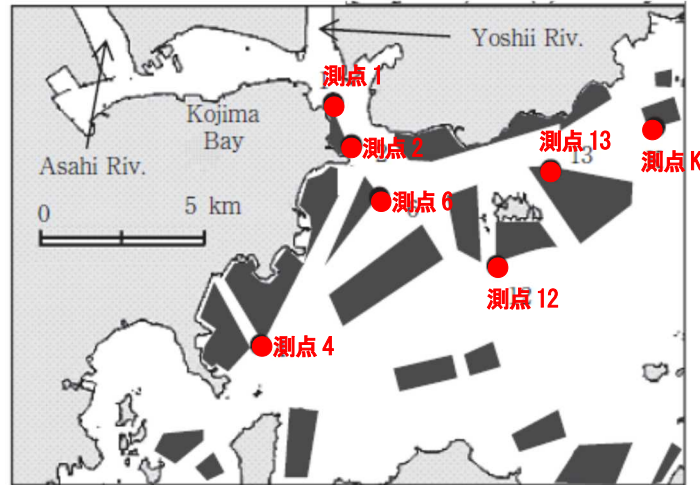 Yoshii Riv.
測点 1
Kojima
Bay
測点 2
測点 13
13
測点 K
Asahi Riv.
0
5 km
測点 6
測点 12
測点 4